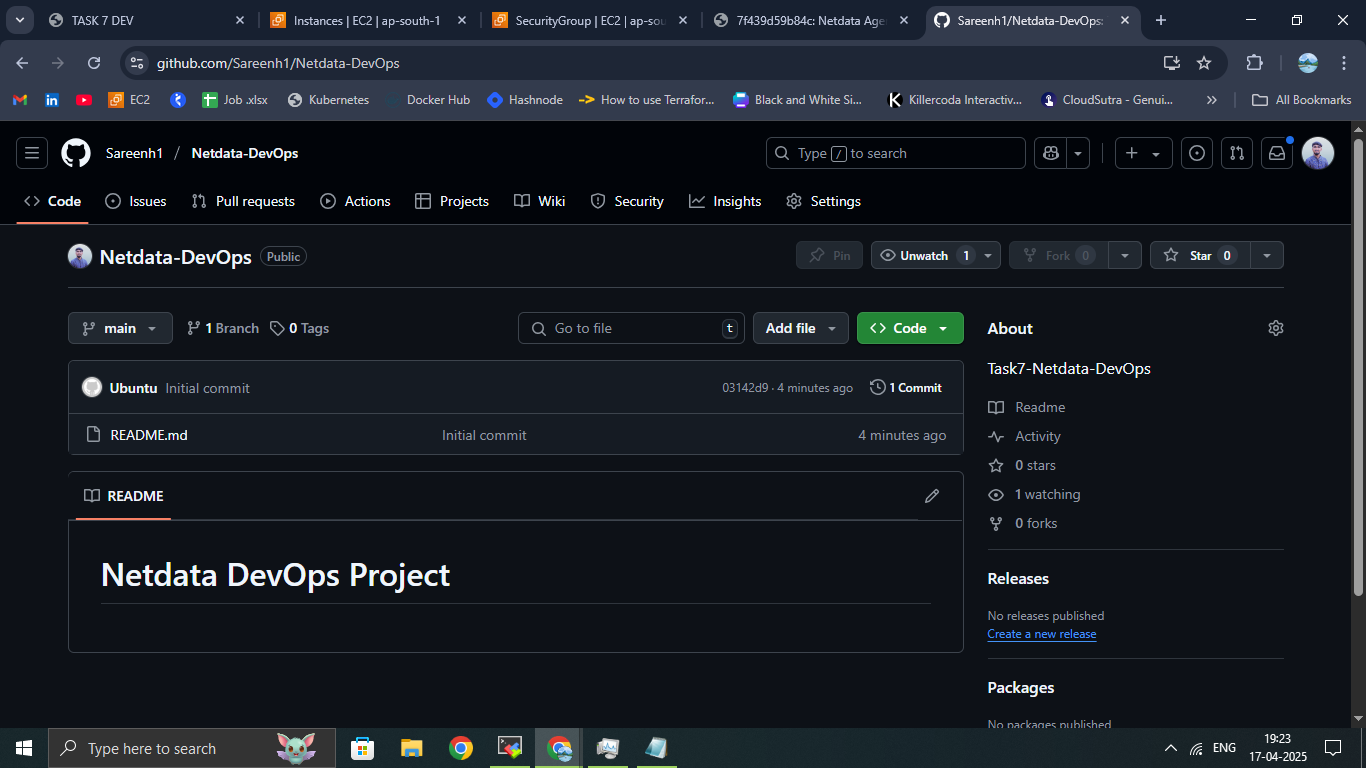 TASK 7 DEV
Instances | EC2 | ap-south-1
SecurityGroup | EC2 | ap-sou
7f439d59b84c: Netdata Age
Sareenh1/Netdata-DevOps:
github.com/Sareenh1/Netdata-DevOps
EC2
Job .xlsx
Kubernetes
Docker Hub
Hashnode
How to use Terrafor...
Black and White Si...
Killercoda Interactiv...
CloudSutra - Genui...
All Bookmarks
Sareenh1 / Netdata-DevOps
Type / to search
Code
Issues
Pull requests
Actions
Projects
Wiki
Security
Insights
Settings
Netdata-DevOps Public
Pin
Unwatch 1
Fork 0
Star 0
main
1 Branch
0 Tags
Go to file t
Add file
Code
Ubuntu Initial commit
03142d9 · 4 minutes ago
1 Commit
README.md
Initial commit
4 minutes ago
README
Netdata DevOps Project
About
Task7-Netdata-DevOps
Readme
Activity
0 stars
1 watching
0 forks
Releases
No releases published
Create a new release
Packages
No packages published
Type here to search
ENG
19:23
17-04-2025